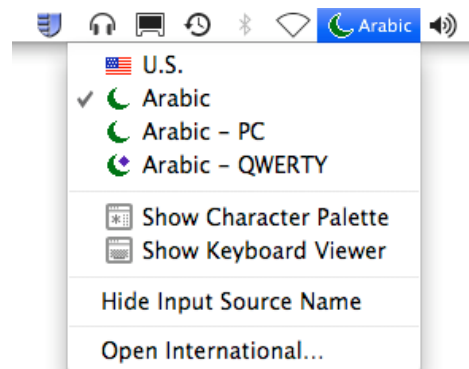 Arabic
U.S.
Arabic
Arabic – PC
Arabic – QWERTY
Show Character Palette
Show Keyboard Viewer
Hide Input Source Name
Open International...